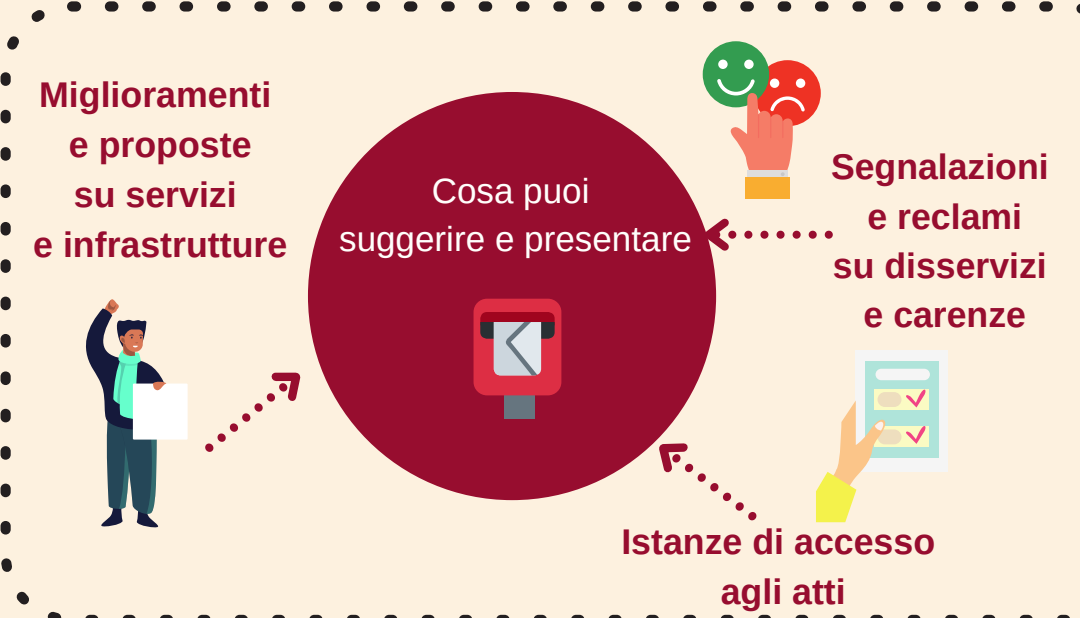 Miglioramenti
e proposte
su servizi
e infrastrutture
Cosa puoi
suggerire e presentare
Segnalazioni
e reclami
su disservizi
e carenze
Istanze di accesso
agli atti